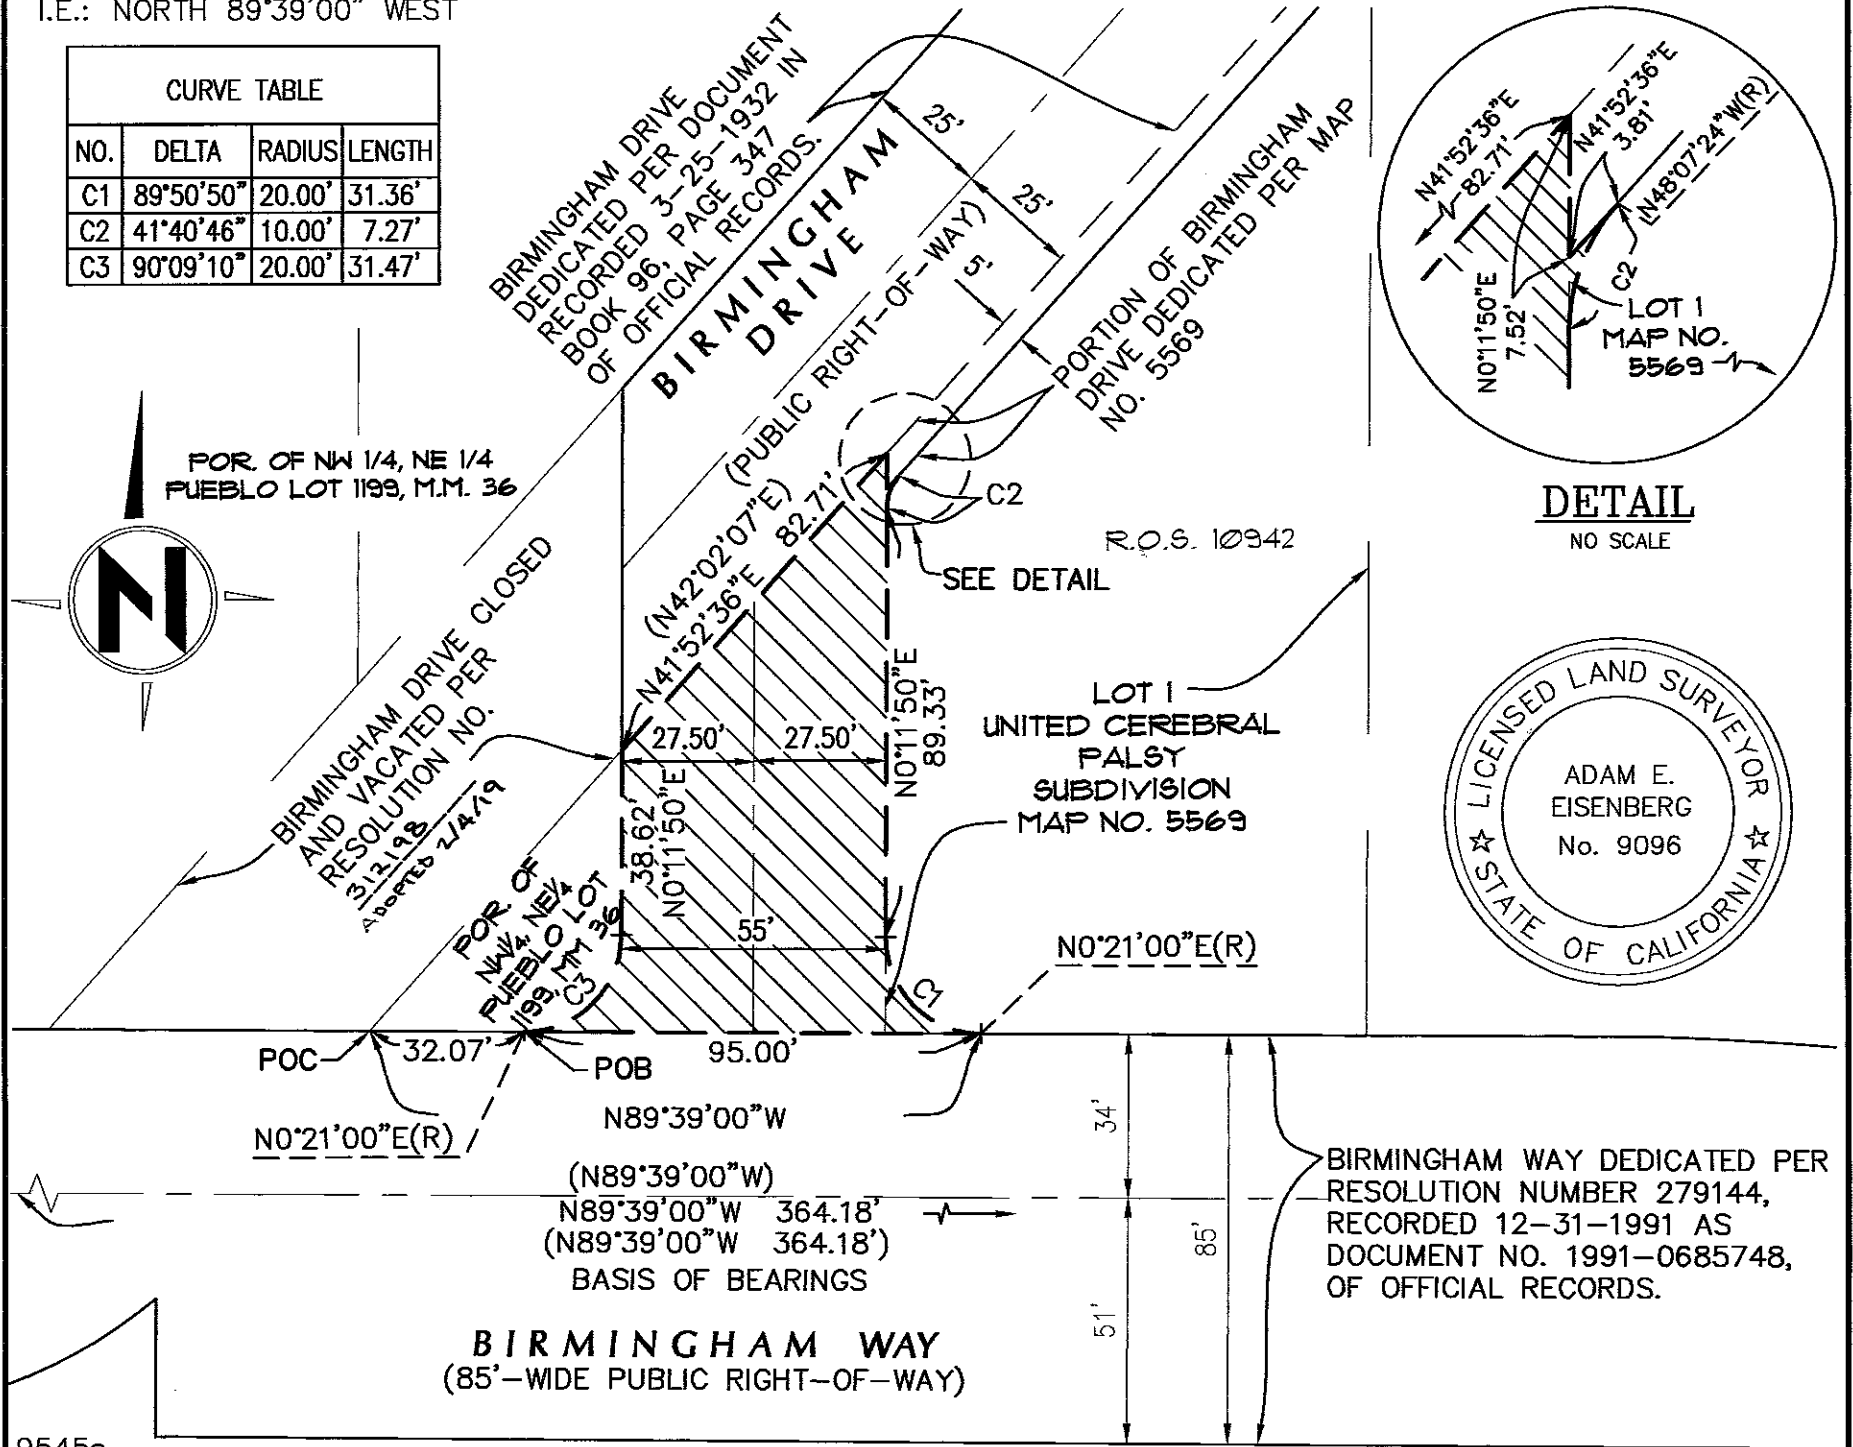 I.E.: NORTH 89°39'00" WEST
CURVE TABLE
NO. DELTA RADIUS LENGTH
C1 89°50'50" 20.00' 31.36'
C2 41°40'46" 10.00' 7.27'
C3 90°09'10" 20.00' 31.47'
BIRMINGHAM DRIVE
DEDICATED PER DOCUMENT
RECORDED 3-25-1932 IN
BOOK 96, PAGE 347
OF OFFICIAL RECORDS.
BIRMINGHAM
DRIVE
(PUBLIC RIGHT-OF-WAY)
25'
25'
5'
PORTION OF BIRMINGHAM
DRIVE DEDICATED PER MAP
NO. 5569
N41°52'36"E
82.71'
N41°52'36"E
3.81'
(N48°07'24"W(R)
C2
N0°11'50"E
7.52'
LOT 1
MAP NO.
5569
DETAIL
NO SCALE
POR. OF NW 1/4, NE 1/4
PUEBLO LOT 1199, M.M. 36
N
C2
R.O.S. 10942
SEE DETAIL
(N42°02'07"E)
N41°52'36"E 82.71'
BIRMINGHAM DRIVE CLOSED
AND VACATED PER
RESOLUTION NO.
312198
ADOPTED 2/4/19
27.50' 27.50'
38.62'
N0°11'50"E
N0°11'50"E
89.33'
LOT 1
UNITED CEREBRAL
PALSY
SUBDIVISION
MAP NO. 5569
LICENSED LAND SURVEYOR
ADAM E.
EISENBERG
No. 9096
STATE OF CALIFORNIA
POR. OF
NW1/4, NE1/4
PUEBLO LOT
1199, MM 36
55'
C3
C1
N0°21'00"E(R)
POC
32.07'
POB
95.00'
N89°39'00"W
N0°21'00"E(R)
(N89°39'00"W)
N89°39'00"W 364.18'
(N89°39'00"W 364.18')
BASIS OF BEARINGS
34'
85'
51'
BIRMINGHAM WAY DEDICATED PER
RESOLUTION NUMBER 279144,
RECORDED 12-31-1991 AS
DOCUMENT NO. 1991-0685748,
OF OFFICIAL RECORDS.
BIRMINGHAM WAY
(85'-WIDE PUBLIC RIGHT-OF-WAY)